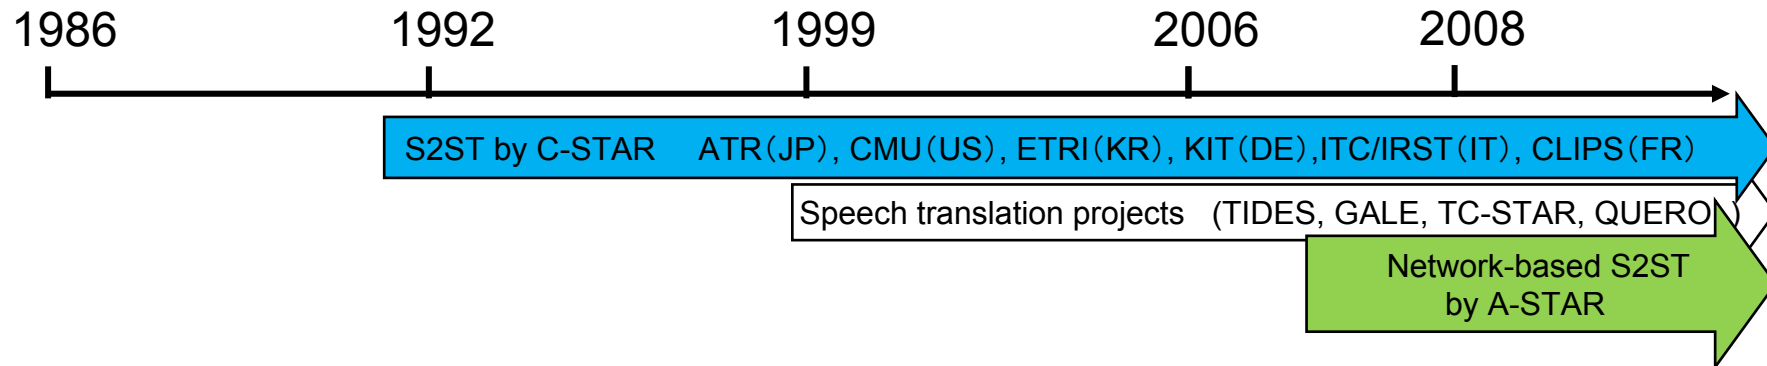 1986 1992 1999 2006 2008
S2ST by C-STAR ATR（JP）, CMU（US）, ETRI（KR）, KIT（DE）,ITC/IRST（IT）, CLIPS（FR）
Speech translation projects (TIDES, GALE, TC-STAR, QUERO )
Network-based S2ST
by A-STAR